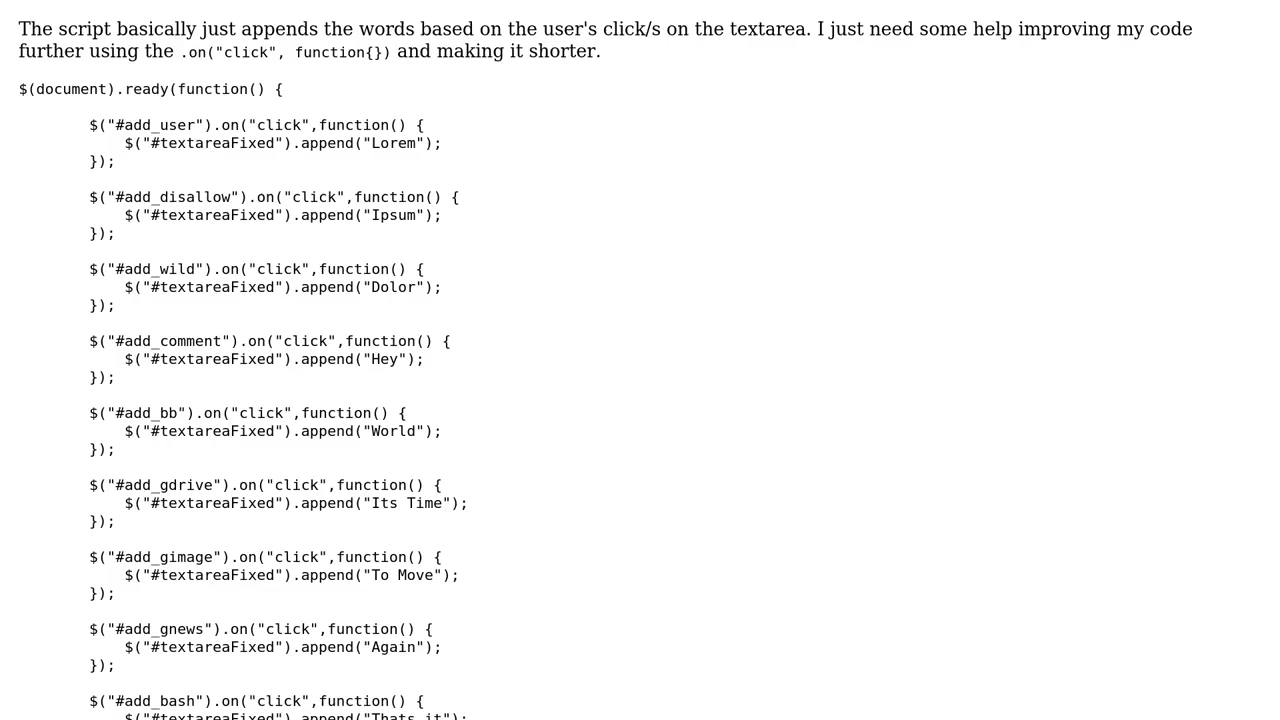 The script basically just appends the words based on the user's click/s on the textarea. I just need some help improving my code
further using the .on("click", function{}) and making it shorter.
$(document).ready(function() {
$("#add_user").on("click",function() {
$("#textareaFixed").append("Lorem");
});
$("#add_disallow").on("click",function() {
$("#textareaFixed").append("Ipsum");
});
$("#add_wild").on("click",function() {
$("#textareaFixed").append("Dolor");
});
$("#add_comment").on("click",function() {
$("#textareaFixed").append("Hey");
});
$("#add_bb").on("click",function() {
$("#textareaFixed").append("World");
});
$("#add_gdrive").on("click",function() {
$("#textareaFixed").append("Its Time");
});
$("#add_gimage").on("click",function() {
$("#textareaFixed").append("To Move");
});
$("#add_gnews").on("click",function() {
$("#textareaFixed").append("Again");
});
$("#add_bash").on("click",function() {
$("#textareaFixed").append("Thats it");